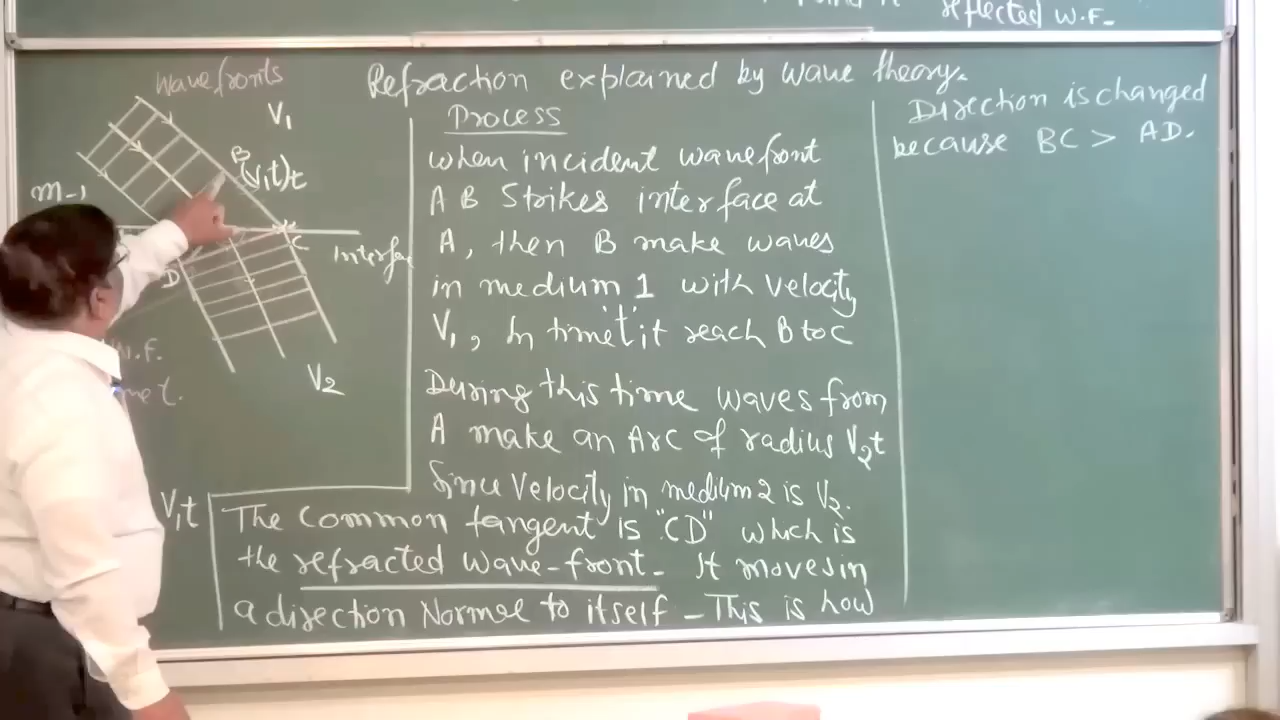 reflected W.F.
Refraction explained by wave theory.
Wavefronts
V1
B
(V1t)t
m-1
C
Interfa
D
W.F.
me t.
V2
V1t
Process
when incident wavefront
A B Strikes interface at
A, then B make waves
in medium 1 with velocity
V1, In time 't' it reach B to C
During this time waves from
A make an Arc of radius V2t
Since Velocity in medium 2 is V2.
The Common tangent is "CD" which is
the refracted Wave-front- It moves in
a direction Normal to itself - This is how
Direction is changed
because BC > AD.